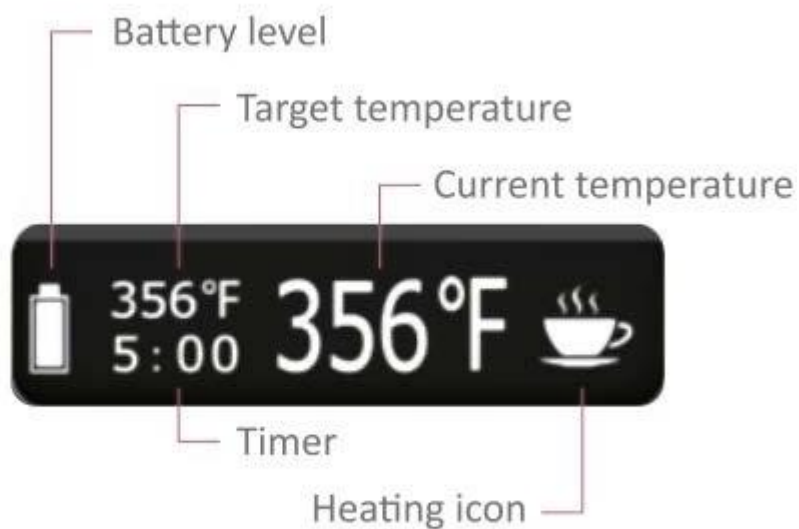 Battery level
Target temperature
Current temperature
356°F
5:00
356°F
Timer
Heating icon